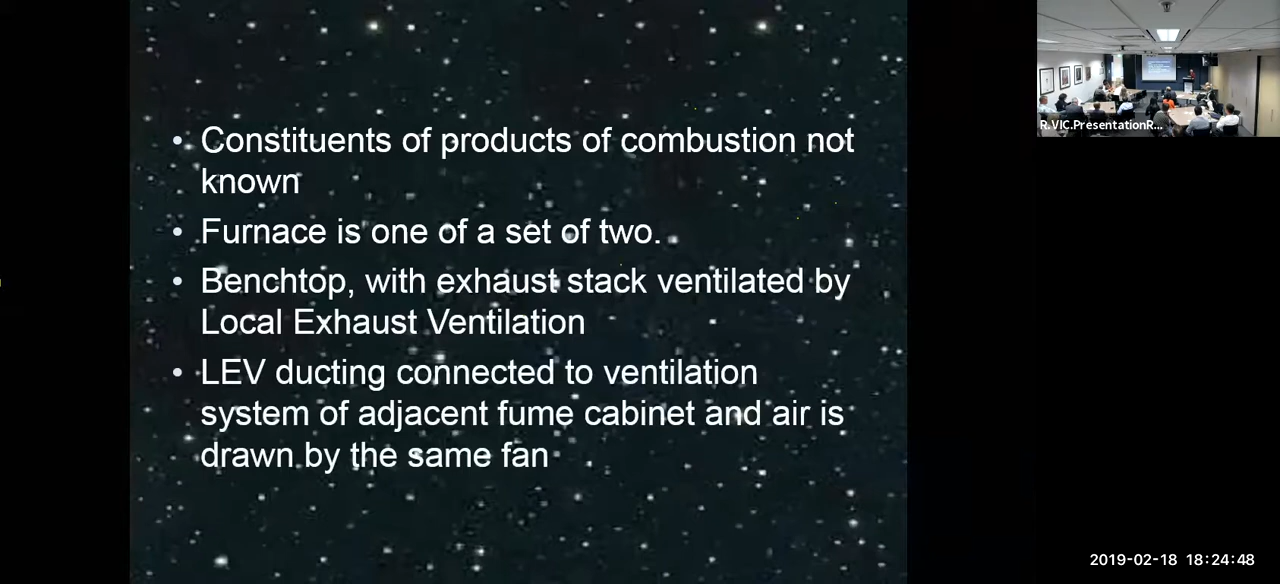 • Constituents of products of combustion not
known
• Furnace is one of a set of two.
• Benchtop, with exhaust stack ventilated by
Local Exhaust Ventilation
• LEV ducting connected to ventilation
system of adjacent fume cabinet and air is
drawn by the same fan
R.VIC.PresentationR...
2019-02-18 18:24:48